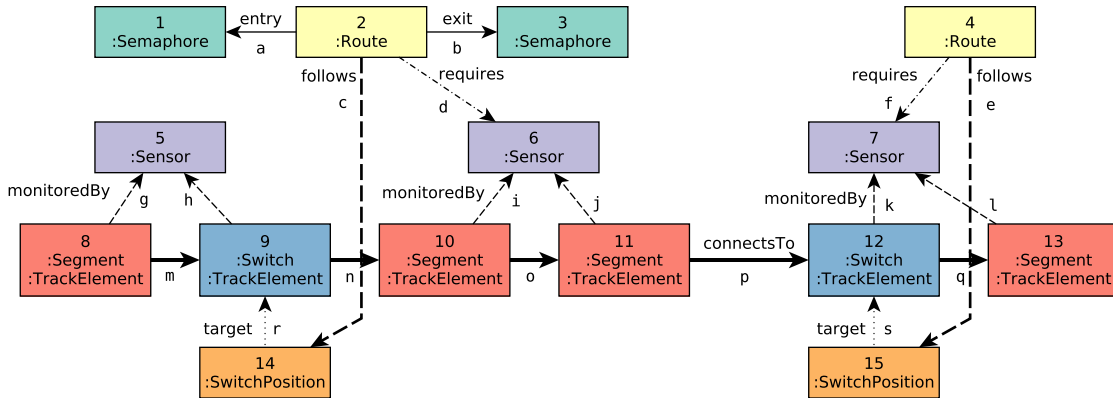 1
:Semaphore
entry
a
2
:Route
exit
b
3
:Semaphore
4
:Route
follows
c
requires
d
requires
f
follows
e
5
:Sensor
6
:Sensor
7
:Sensor
monitoredBy
g
h
monitoredBy
i
j
monitoredBy
k
l
8
:Segment
:TrackElement
m
9
:Switch
:TrackElement
n
10
:Segment
:TrackElement
o
11
:Segment
:TrackElement
connectsTo
p
12
:Switch
:TrackElement
q
13
:Segment
:TrackElement
target
r
target
s
14
:SwitchPosition
15
:SwitchPosition